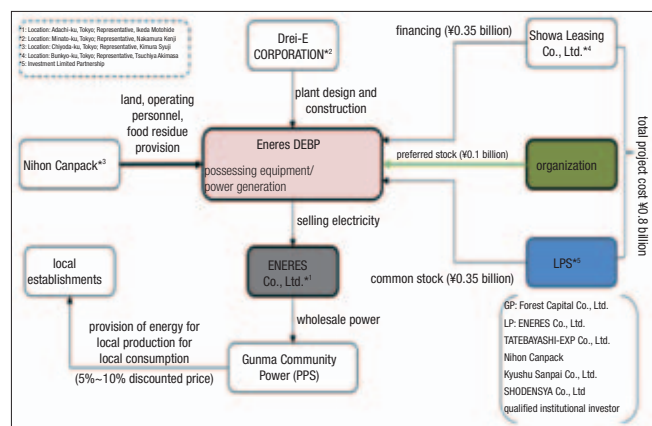 *1: Location: Adachi-ku, Tokyo; Representative, Ikeda Motohide
*2: Location: Minato-ku, Tokyo; Representative, Nakamura Kenji
*3: Location: Chiyoda-ku, Tokyo; Representative, Kimura Syuji
*4: Location: Bunkyo-ku, Tokyo; Representative, Tsuchiya Akimasa
*5: Investment Limited Partnership
Drei-E
CORPORATION*2
financing (¥0.35 billion)
Showa Leasing
Co., Ltd.*4
plant design and
construction
land, operating
personnel,
food residue
provision
Nihon Canpack*3
Eneres DEBP
possessing equipment/
power generation
preferred stock (¥0.1 billion)
organization
total project cost ¥0.8 billion
selling electricity
local
establishments
ENERES
Co., Ltd.*1
common stock (¥0.35 billion)
LPS*5
wholesale power
provision of energy for
local production for
local consumption
(5%~10% discounted price)
Gunma Community
Power (PPS)
GP: Forest Capital Co., Ltd.
LP: ENERES Co., Ltd.
TATEBAYASHI-EXP Co., Ltd.
Nihon Canpack
Kyushu Sanpai Co., Ltd.
SHODENSYA Co., Ltd
qualified institutional investor